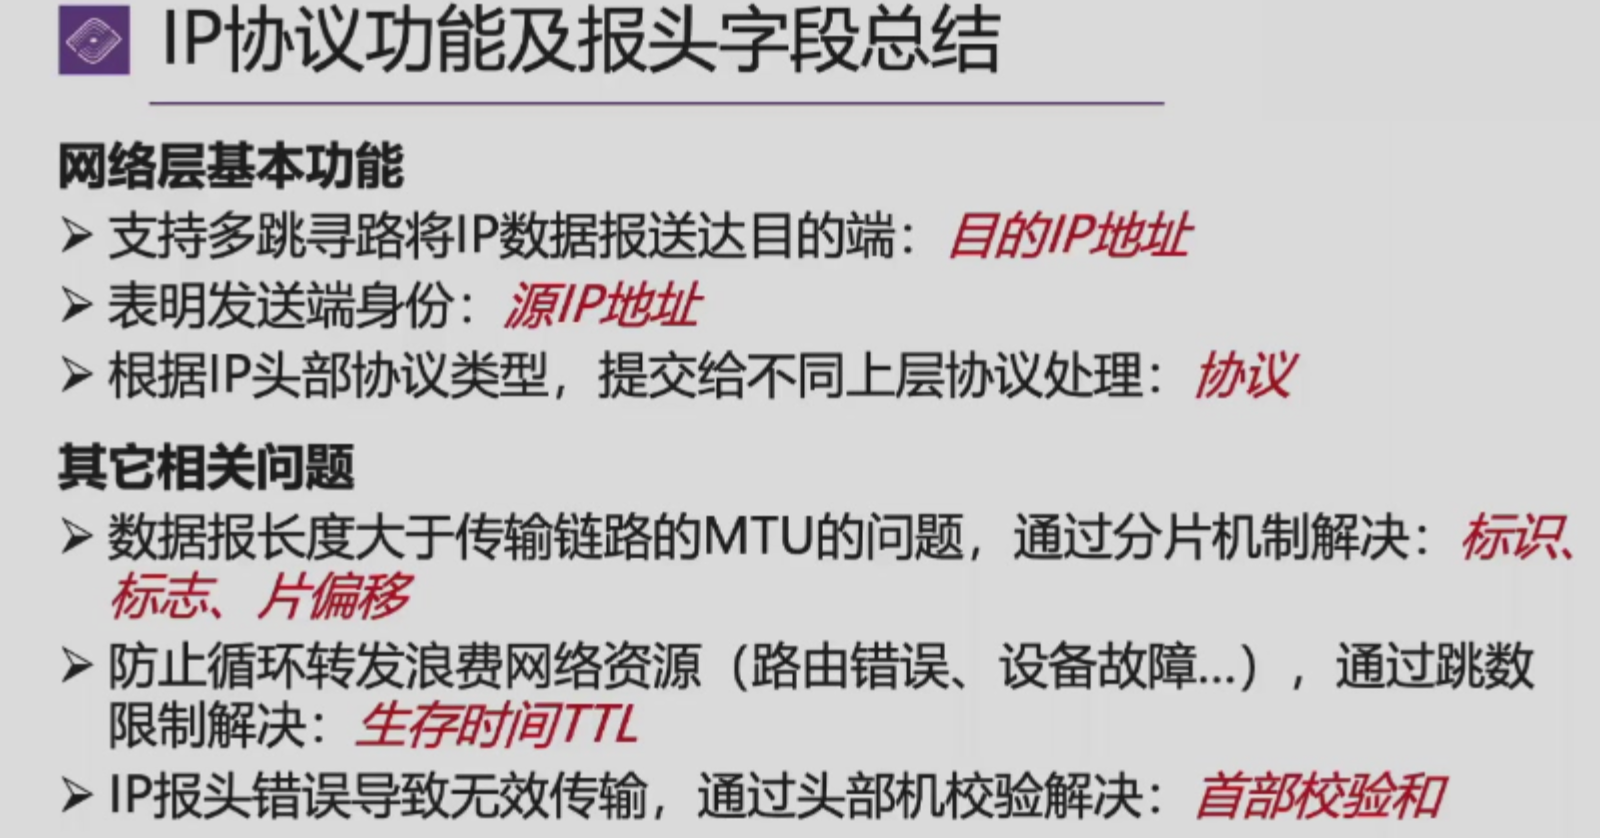 IP协议功能及报头字段总结
网络层基本功能
➢ 支持多跳寻路将IP数据报送达目的端：目的IP地址
➢ 表明发送端身份：源IP地址
➢ 根据IP头部协议类型，提交给不同上层协议处理：协议
其它相关问题
➢ 数据报长度大于传输链路的MTU的问题，通过分片机制解决：标识、
标志、片偏移
➢ 防止循环转发浪费网络资源（路由错误、设备故障...），通过跳数
限制解决：生存时间TTL
➢ IP报头错误导致无效传输，通过头部机校验解决：首部校验和